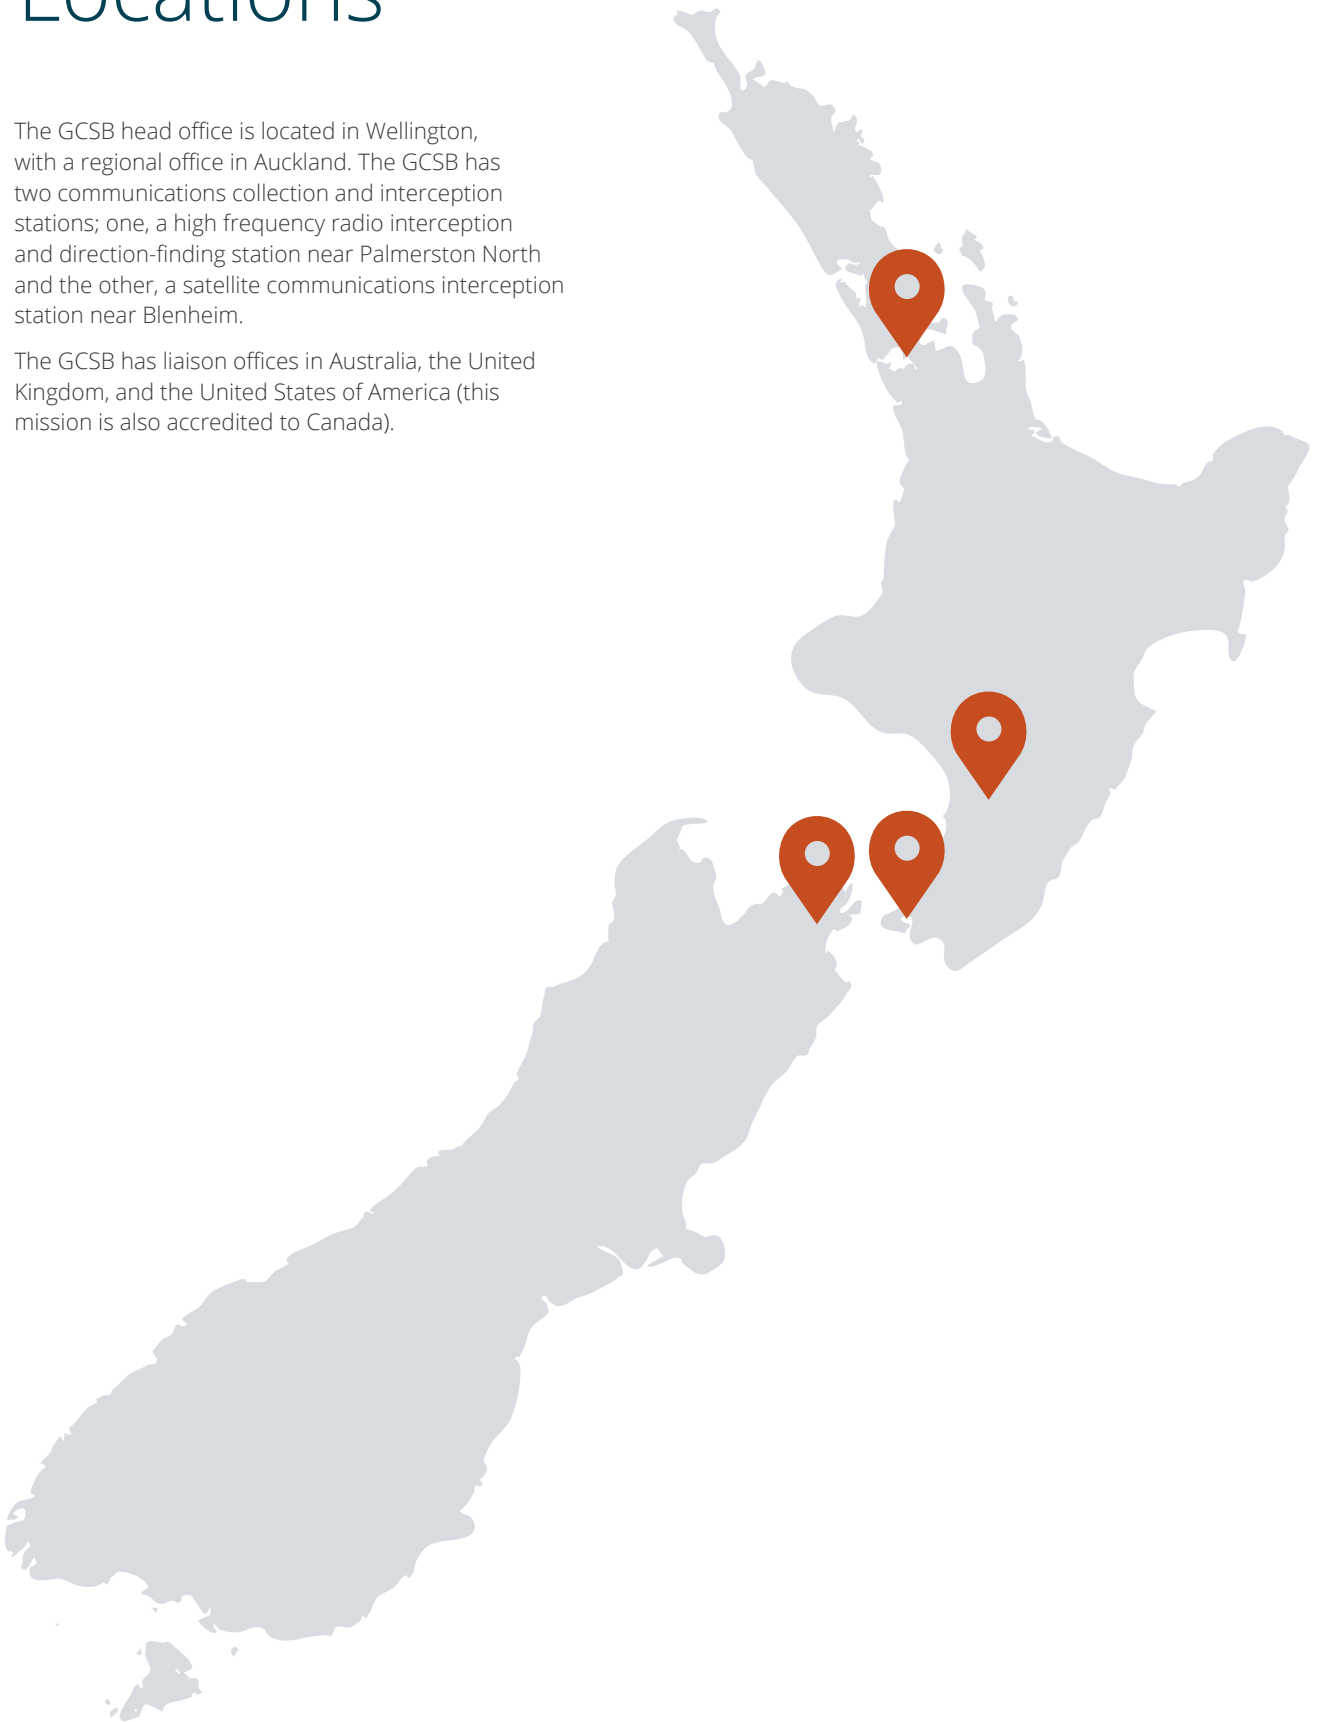 Locations
The GCSB head office is located in Wellington,
with a regional office in Auckland. The GCSB has
two communications collection and interception
stations; one, a high frequency radio interception
and direction-finding station near Palmerston North
and the other, a satellite communications interception
station near Blenheim.
The GCSB has liaison offices in Australia, the United
Kingdom, and the United States of America (this
mission is also accredited to Canada).